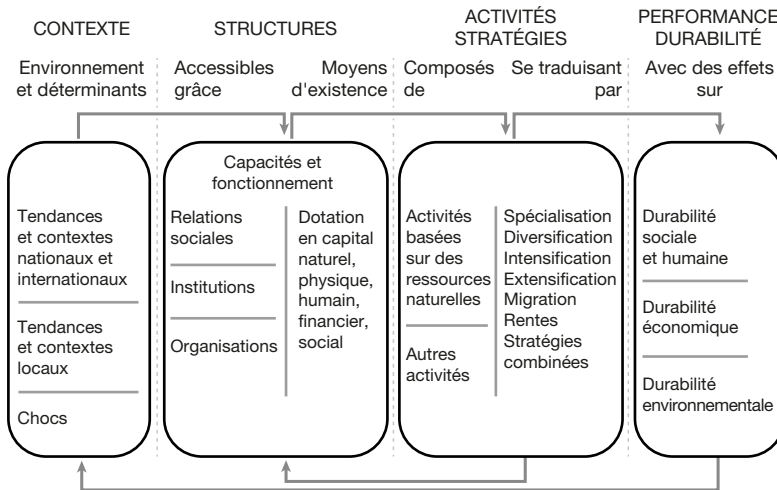 CONTEXTE
Environnement
et déterminants
Tendances
et contextes
nationaux et
internationaux
Tendances
et contextes
locaux
Chocs
STRUCTURES
Accessibles
grâce
Moyens
d'existence
Capacités et
fonctionnement
Relations
sociales
Institutions
Organisations
Dotation
en capital
naturel,
physique,
humain,
financier,
social
ACTIVITÉS
STRATÉGIES
Composés
de
Se traduisant
par
Activités
basées
sur des
ressources
naturelles
Autres
activités
Spécialisation
Diversification
Intensification
Extensification
Migration
Rentes
Stratégies
combinées
PERFORMANCE
DURABILITÉ
Avec des effets
sur
Durabilité
sociale
et humaine
Durabilité
économique
Durabilité
environnementale